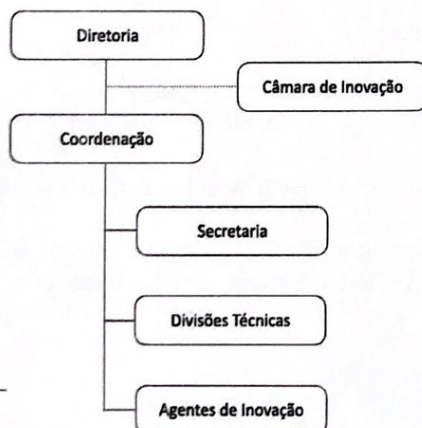 Diretoria
Câmara de Inovação
Coordenação
Secretaria
Divisões Técnicas
Agentes de Inovação